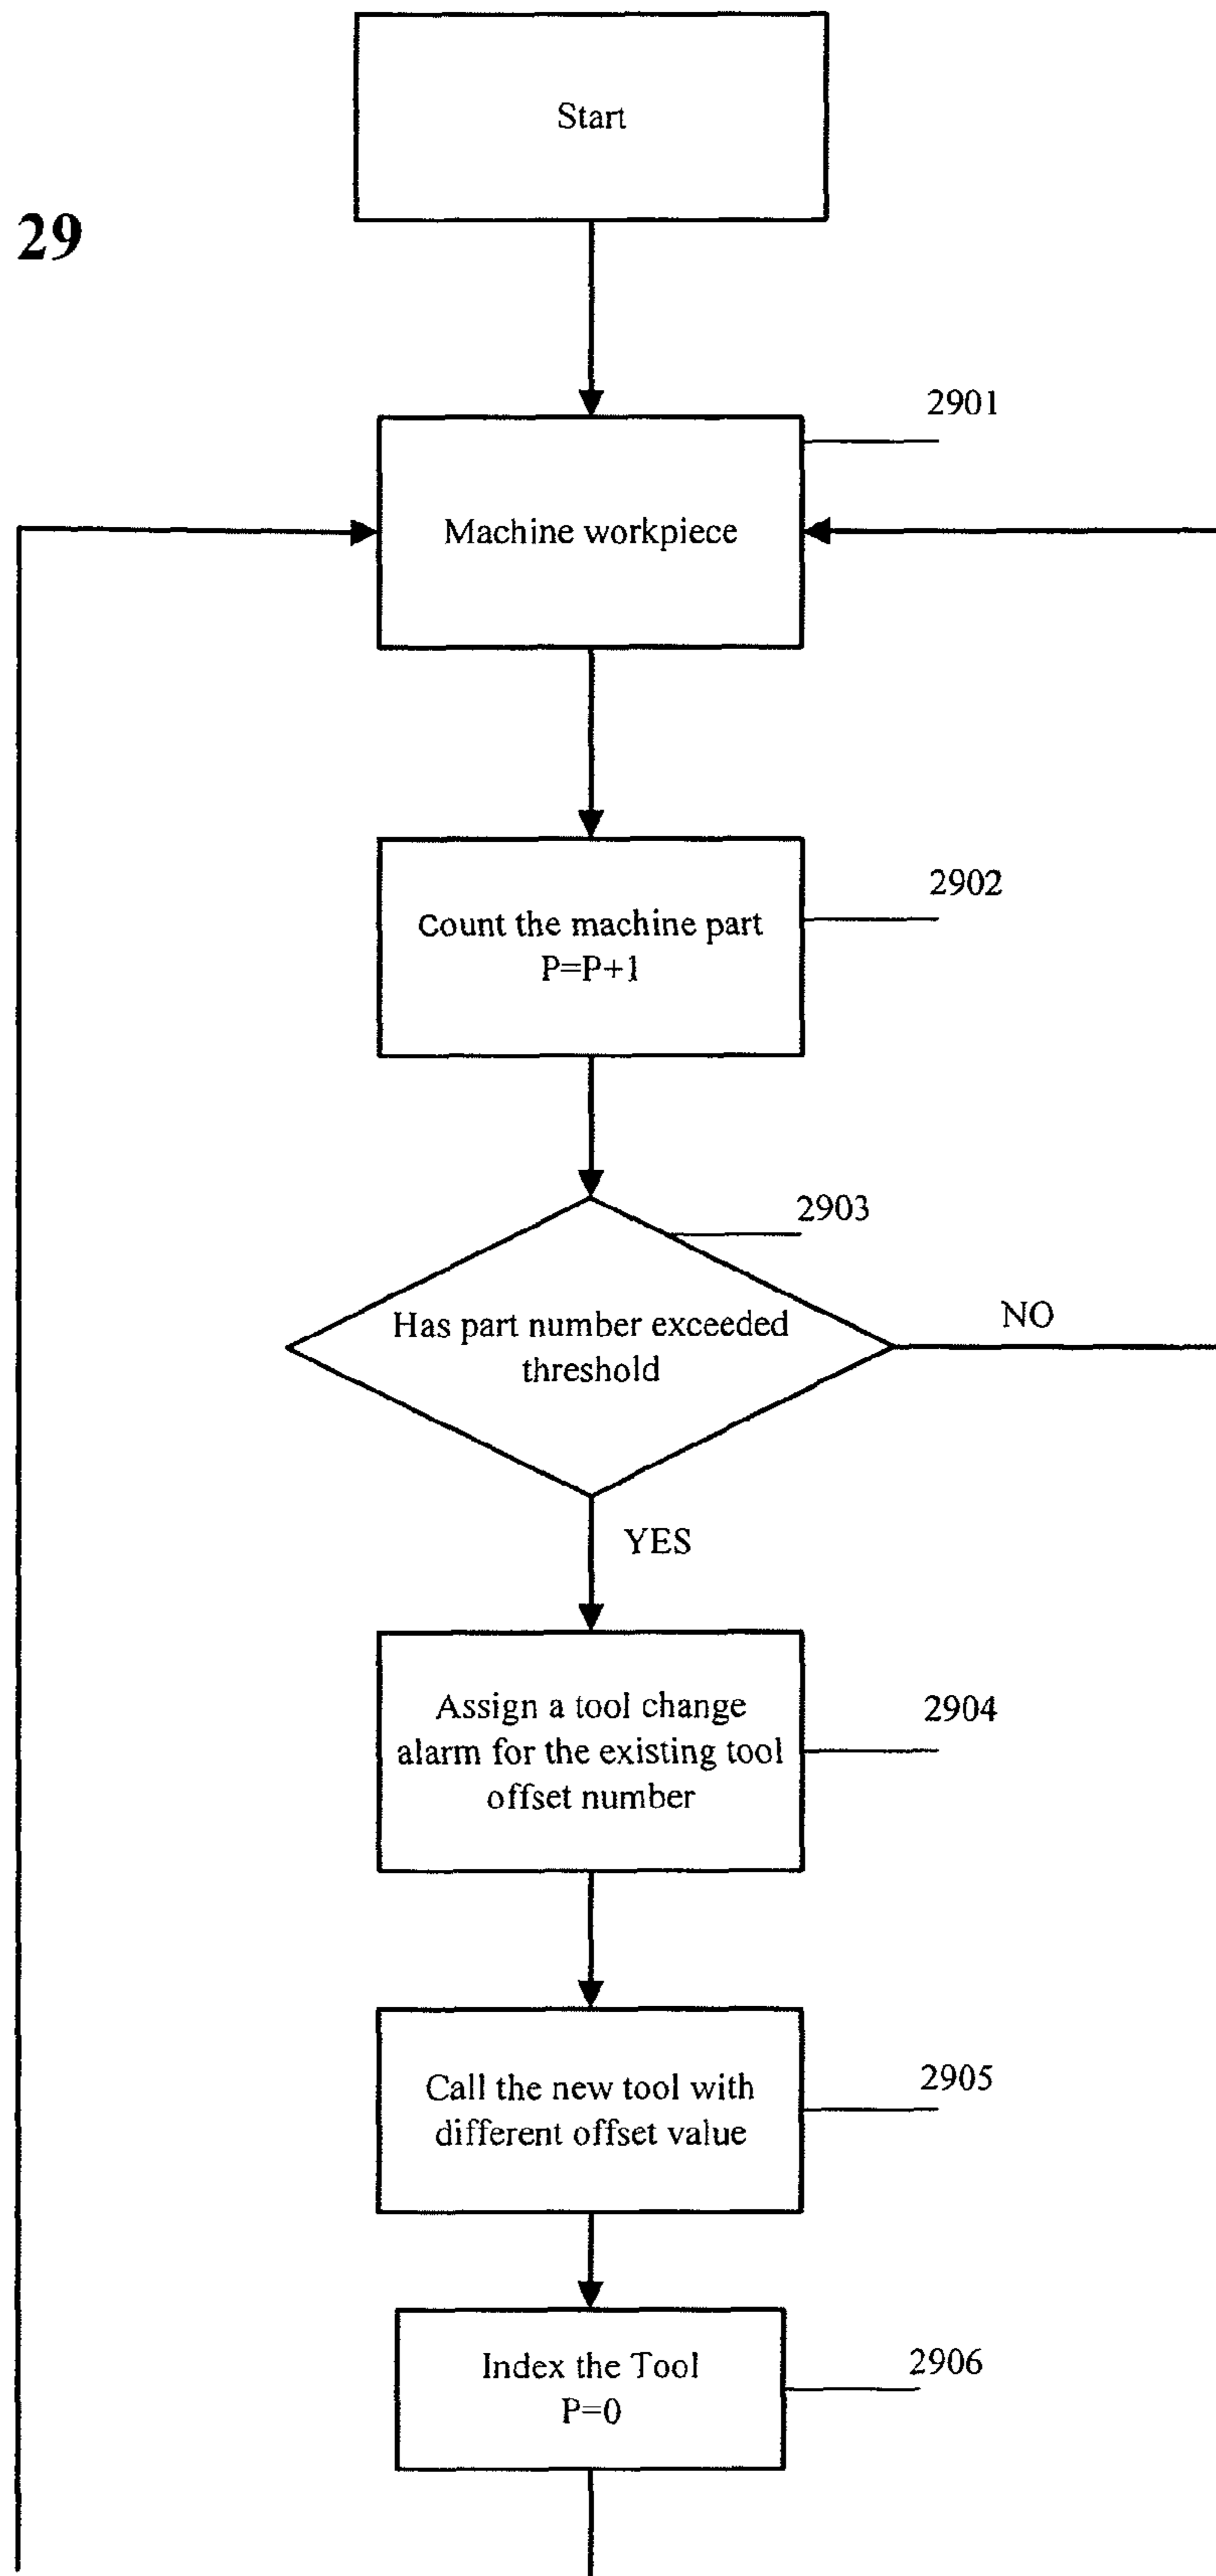 Start
29
2901
Machine workpiece
2902
Count the machine part
P=P+1
2903
Has part number exceeded
threshold
NO
YES
Assign a tool change
alarm for the existing tool
offset number
2904
Call the new tool with
different offset value
2905
Index the Tool
P=0
2906